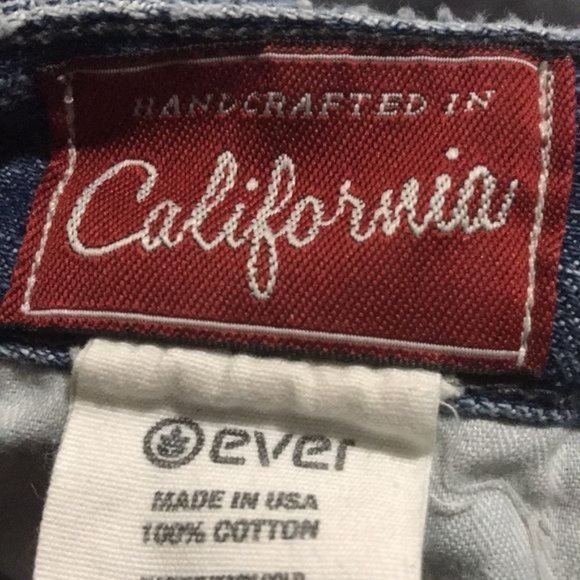 HANDCRAFTED IN
California
ever
MADE IN USA
100% COTTON